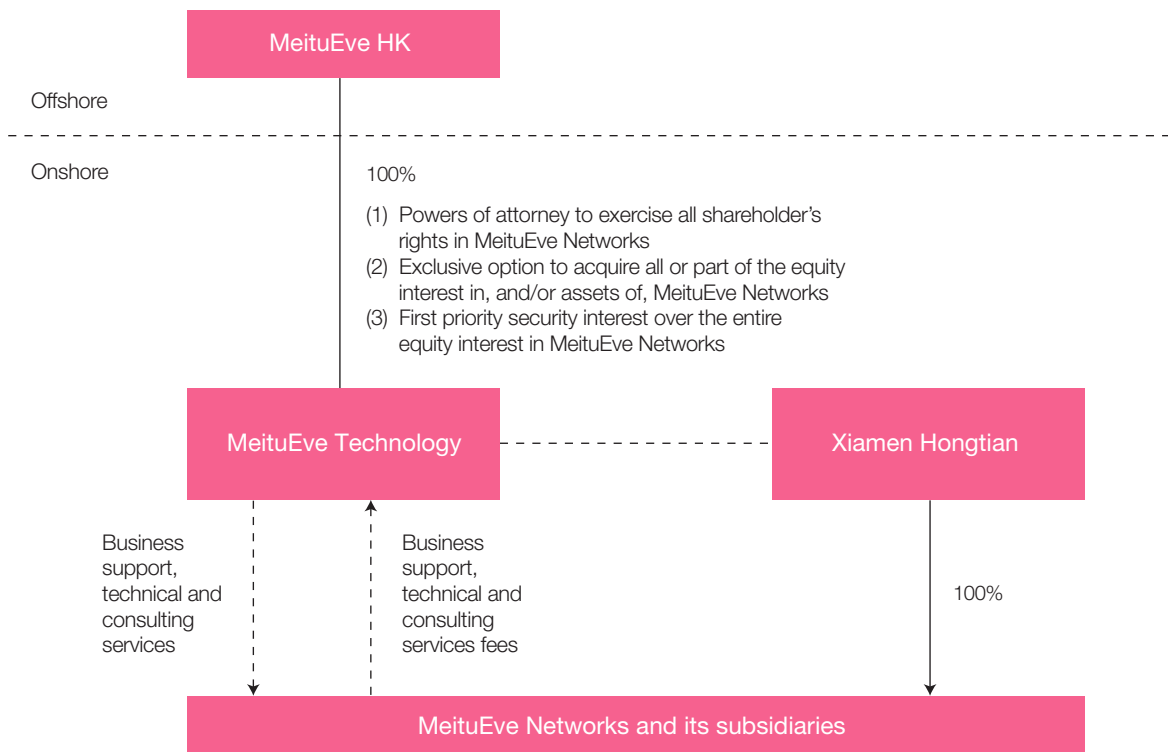 MeituEve HK
Offshore
Onshore
100%
(1) Powers of attorney to exercise all shareholder’s
rights in MeituEve Networks
(2) Exclusive option to acquire all or part of the equity
interest in, and/or assets of, MeituEve Networks
(3) First priority security interest over the entire
equity interest in MeituEve Networks
MeituEve Technology
Xiamen Hongtian
Business
support,
technical and
consulting
services
Business
support,
technical and
consulting
services fees
100%
MeituEve Networks and its subsidiaries